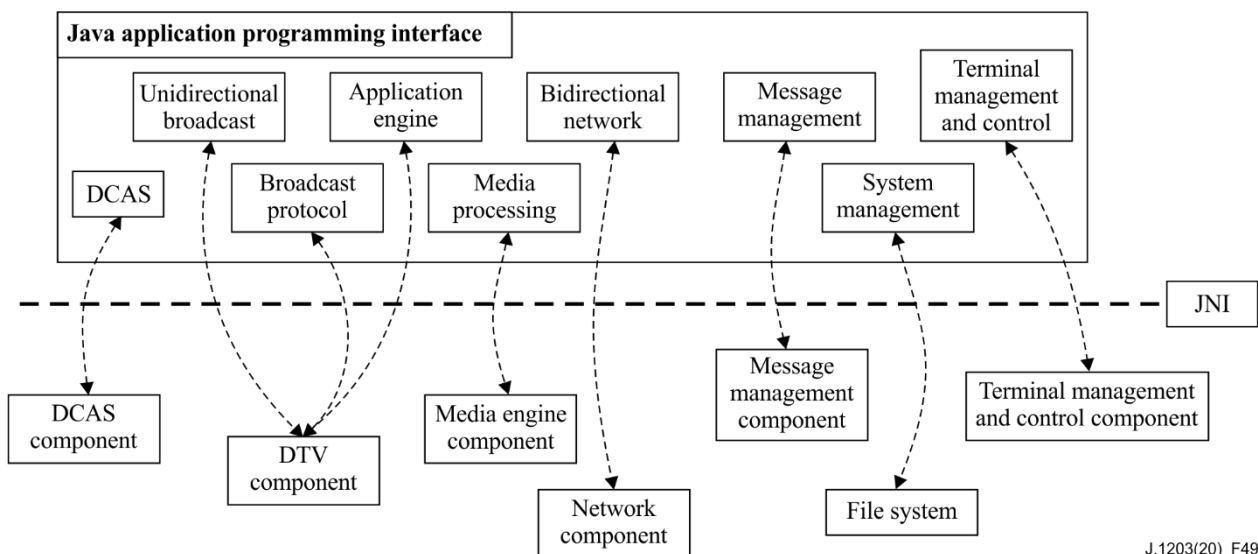 Java application programming interface
Unidirectional
broadcast
Application
engine
Bidirectional
network
Message
management
Terminal
management
and control
DCAS
Broadcast
protocol
Media
processing
System
management
JNI
DCAS
component
DTV
component
Media engine
component
Network
component
Message
management
component
File system
Terminal management
and control component
J.1203(20)_F49